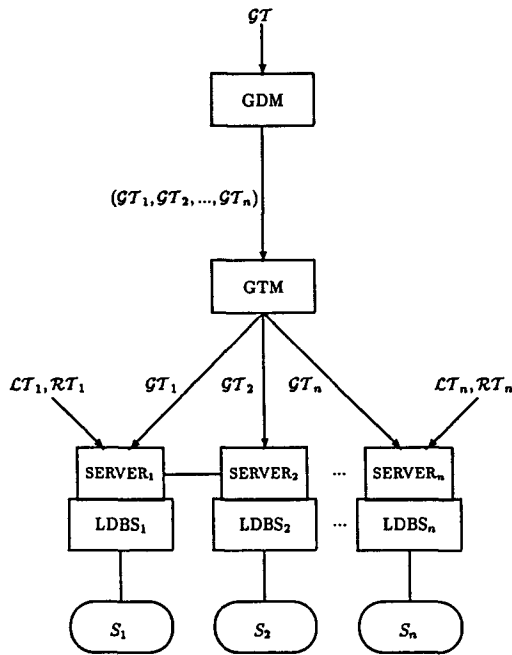 𝒢𝒯
GDM
(𝒢𝒯₁, 𝒢𝒯₂, ..., 𝒢𝒯ₙ)
GTM
ℒ𝒯₁, ℛ𝒯₁ 𝒢𝒯₁ 𝒢𝒯₂ 𝒢𝒯ₙ ℒ𝒯ₙ, ℛ𝒯ₙ
SERVER₁ SERVER₂ ... SERVERₙ
LDBS₁ LDBS₂ ... LDBSₙ
S₁ S₂ Sₙ